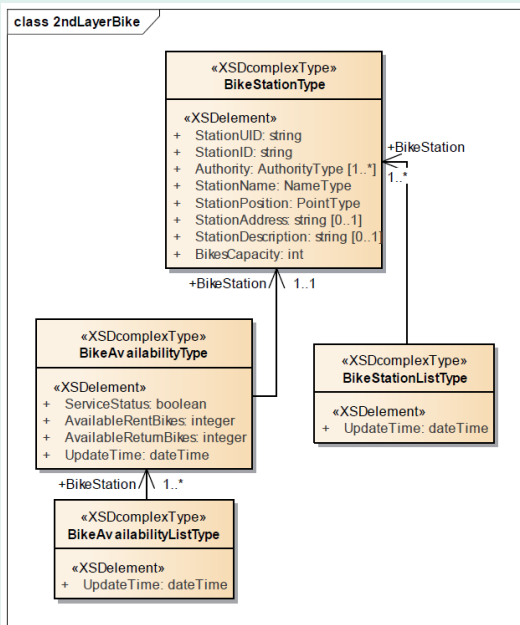 class 2ndLayerBike
«XSDcomplexType»
BikeStationType
«XSDelement»
+ StationUID: string
+ StationID: string
+ Authority: AuthorityType [1..*]
+ StationName: NameType
+ StationPosition: PointType
+ StationAddress: string [0..1]
+ StationDescription: string [0..1]
+ BikesCapacity: int
+BikeStation
1..*
+BikeStation
1..1
«XSDcomplexType»
BikeAvailabilityType
«XSDelement»
+ ServiceStatus: boolean
+ AvailableRentBikes: integer
+ AvailableReturnBikes: integer
+ UpdateTime: dateTime
«XSDcomplexType»
BikeStationListType
«XSDelement»
+ UpdateTime: dateTime
+BikeStation
1..*
«XSDcomplexType»
BikeAvailabilityListType
«XSDelement»
+ UpdateTime: dateTime